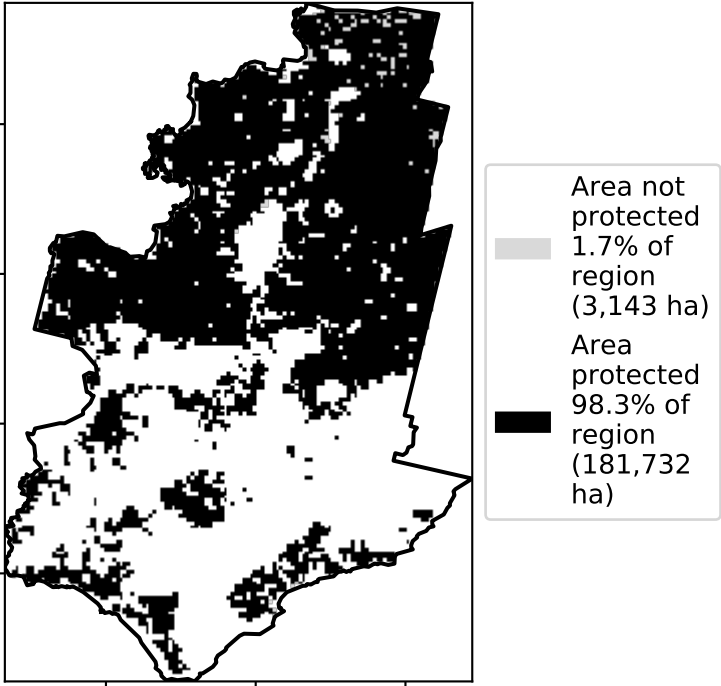 Area not
protected
1.7% of
region
(3,143 ha)
Area
protected
98.3% of
region
(181,732
ha)